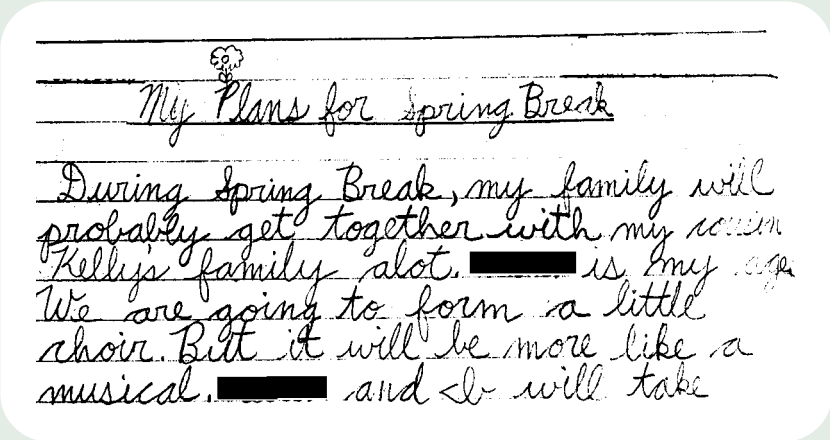 My Plans for Spring Break
During Spring Break, my family will
probably get together with my cousin
Kelly's family alot. is my age.
We are going to form a little
choir. But it will be more like a
musical. and I will take